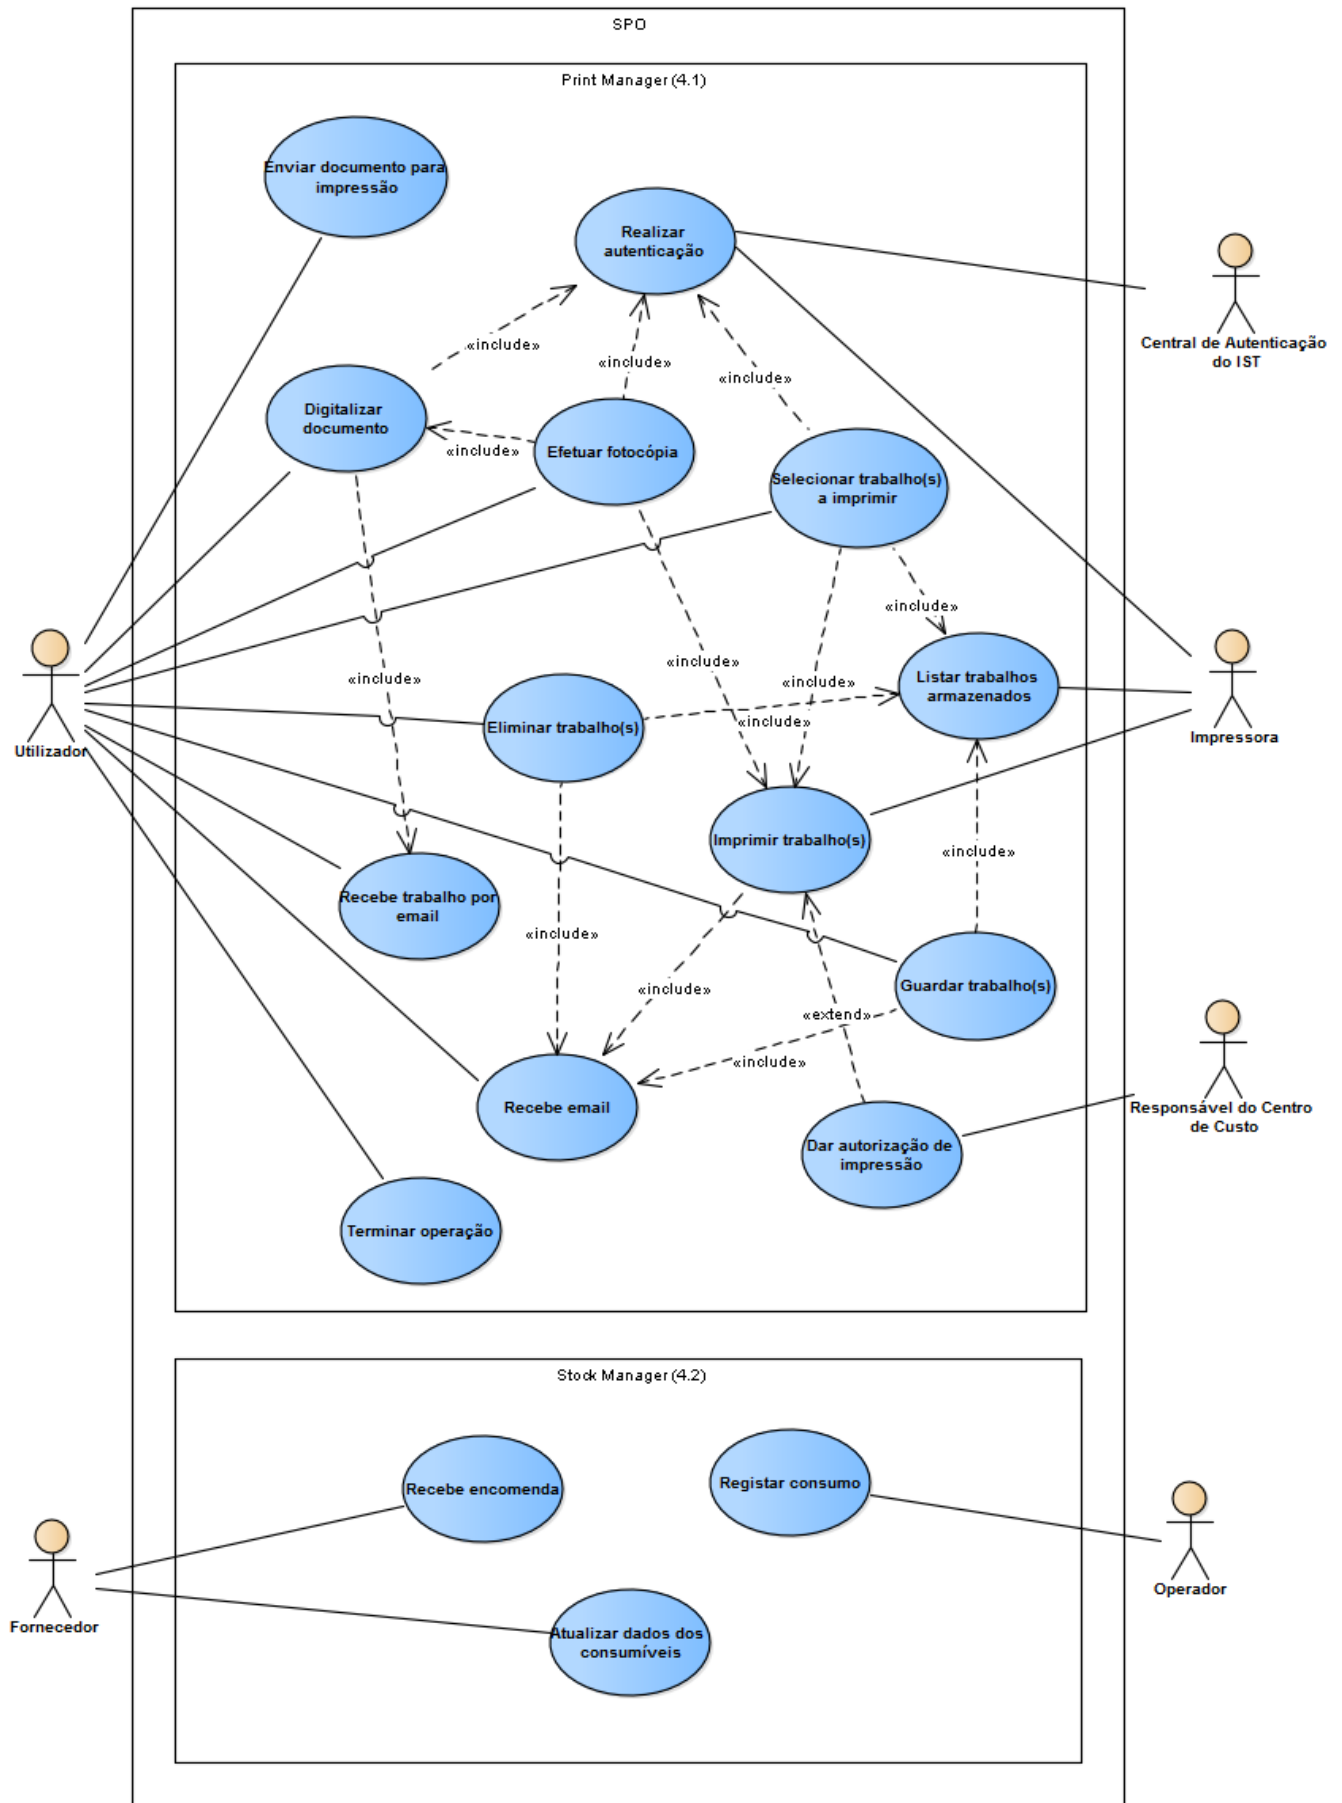 SPO
Print Manager (4.1)
Enviar documento para
impressão
Realizar
autenticação
Central de Autenticação
do IST
«include»
«include»
«include»
Digitalizar
documento
«include»
Efetuar fotocópia
Selecionar trabalho(s)
a imprimir
«include»
«include»
«include»
«include»
«include»
Listar trabalhos
armazenados
Utilizador
Eliminar trabalho(s)
Impressora
Imprimir trabalho(s)
«include»
Recebe trabalho por
email
«include»
«include»
Guardar trabalho(s)
«extend»
«include»
Recebe email
Responsável do Centro
de Custo
Dar autorização de
impressão
Terminar operação
Stock Manager (4.2)
Recebe encomenda
Registar consumo
Fornecedor
Operador
Atualizar dados dos
consumíveis